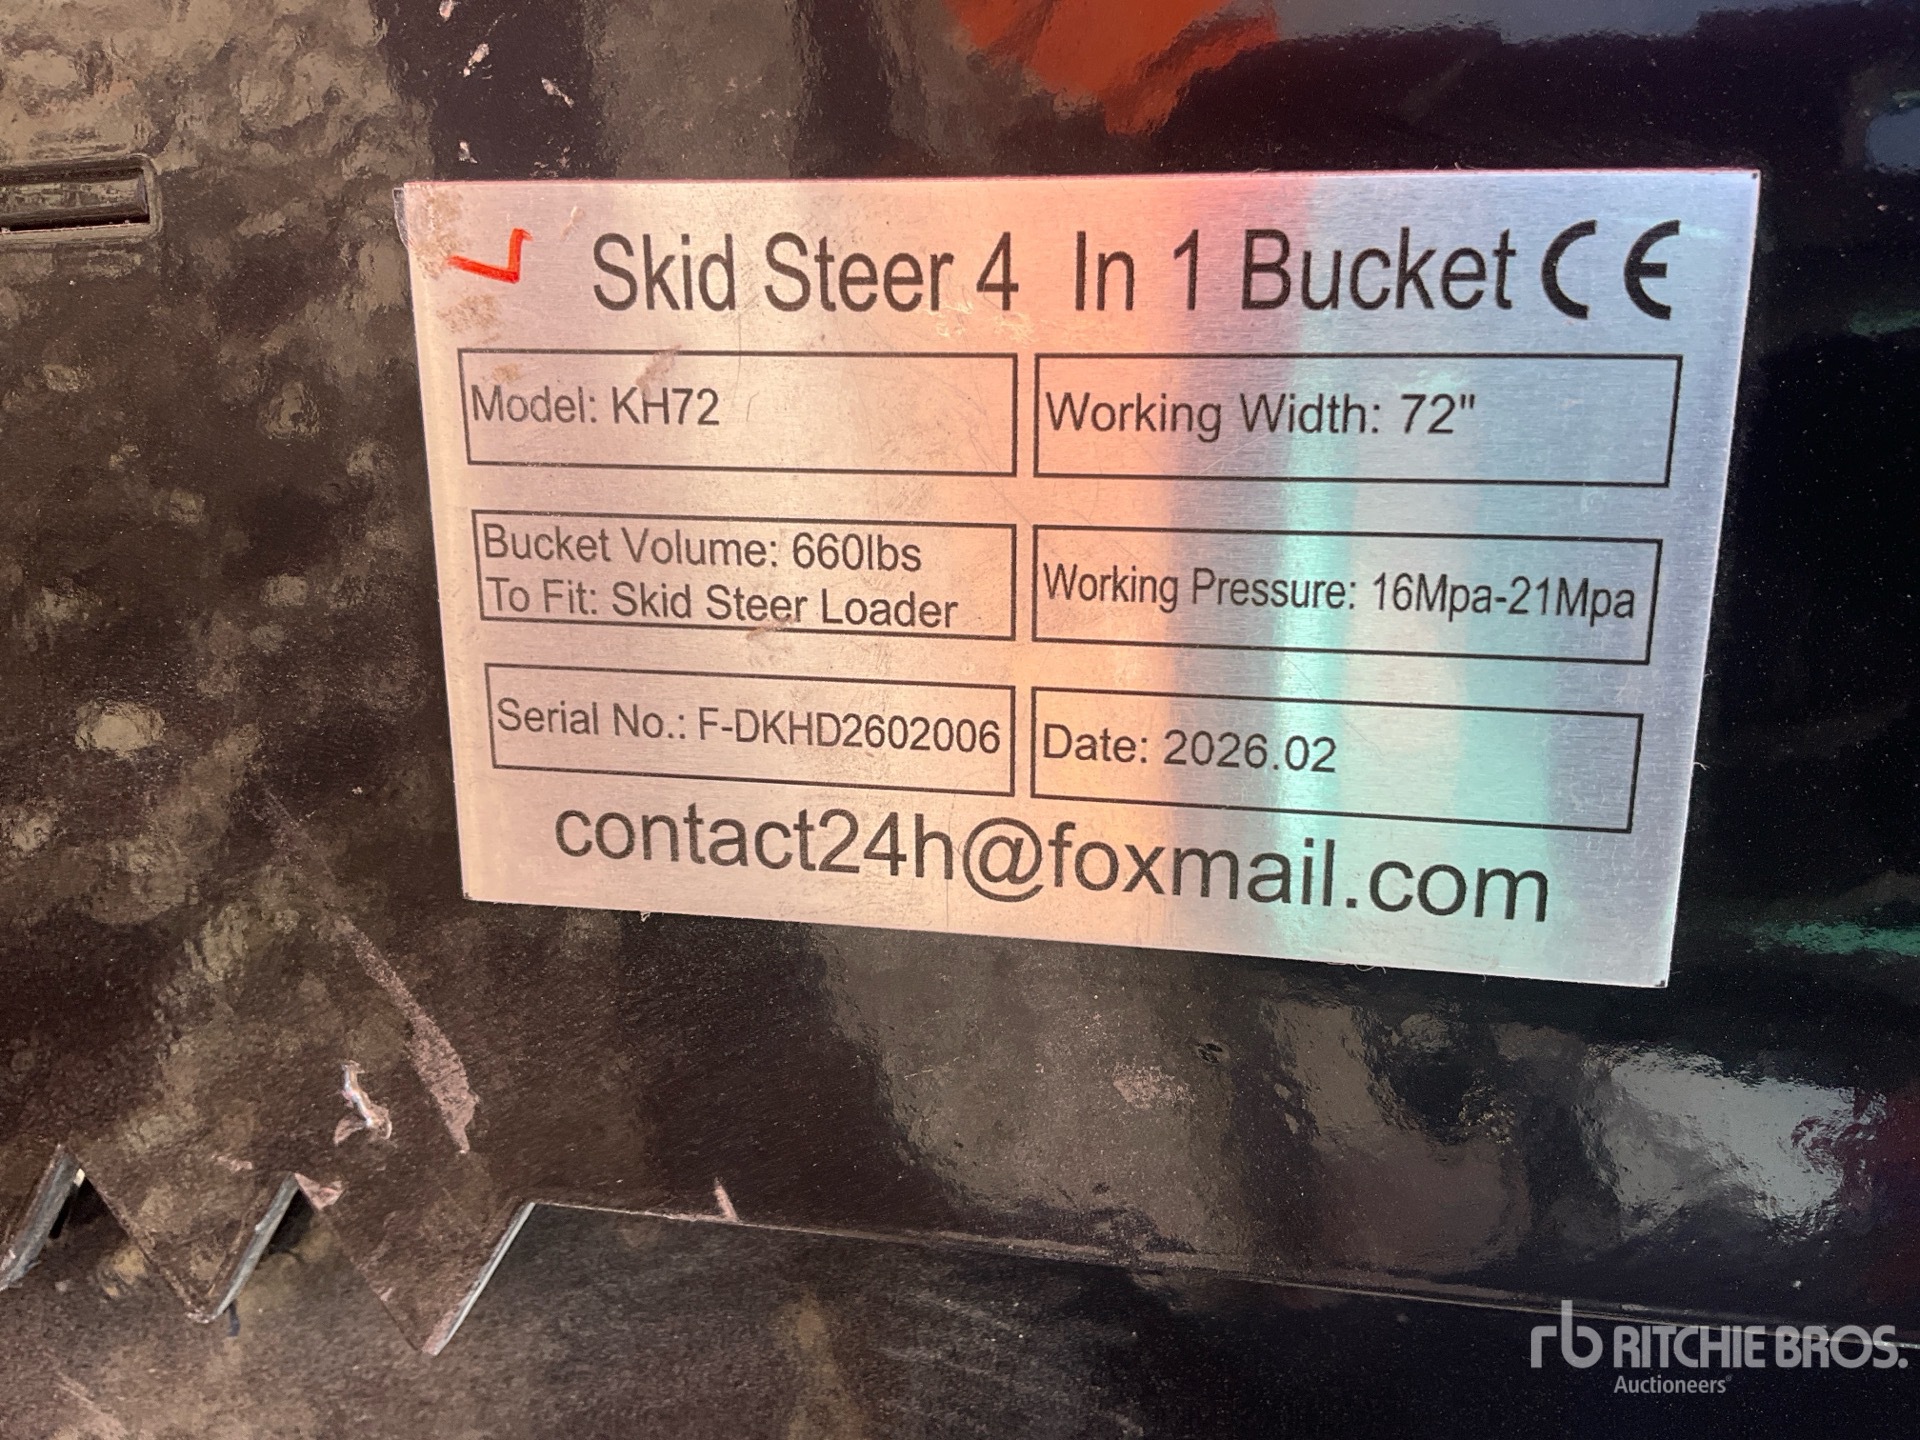 Skid Steer 4 In 1 Bucket CE
Model: KH72
Working Width: 72"
Bucket Volume: 660lbs
To Fit: Skid Steer Loader
Working Pressure: 16Mpa-21Mpa
Serial No.: F-DKHD2602006
Date: 2026.02
contact24h@foxmail.com
rb RITCHIE BROS.
Auctioneers